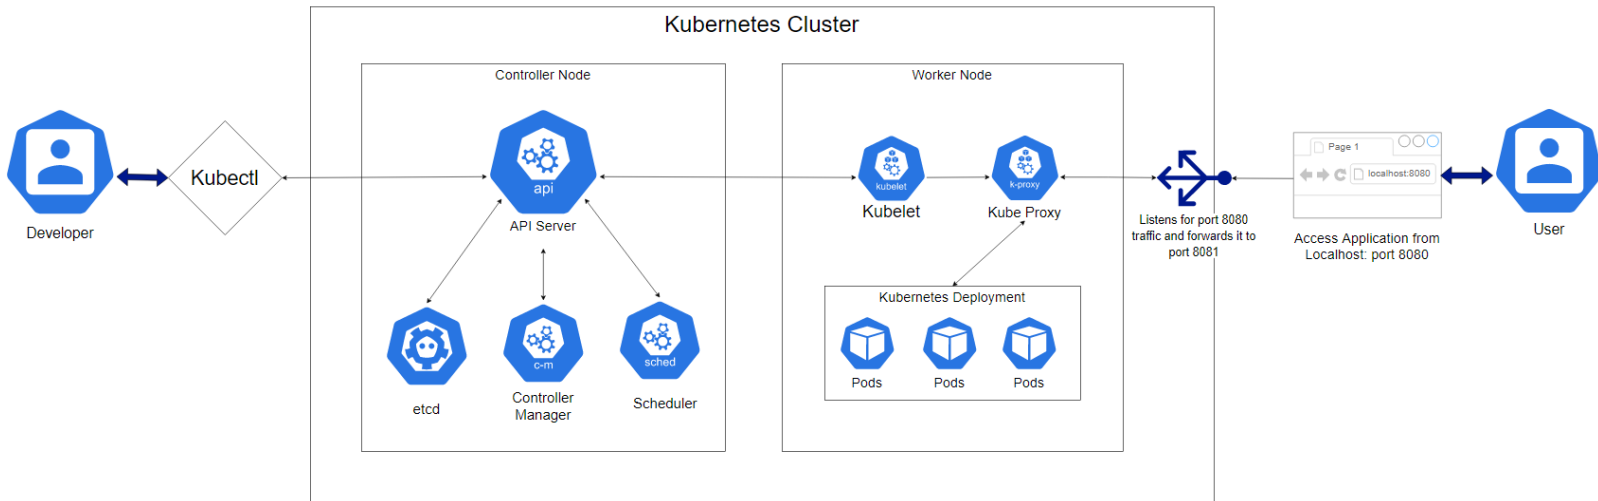 Kubernetes Cluster
Controller Node
Worker Node
Developer
Kubectl
api
API Server
etcd
c-m
Controller
Manager
sched
Scheduler
kubelet
Kubelet
k-proxy
Kube Proxy
Kubernetes Deployment
Pods
Pods
Pods
Listens for port 8080
traffic and forwards it to
port 8081
Page 1
localhost:8080
Access Application from
Localhost: port 8080
User